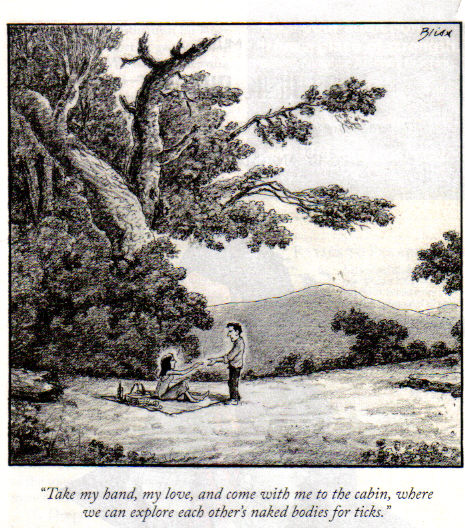 Bliss
"Take my hand, my love, and come with me to the cabin, where
we can explore each other's naked bodies for ticks."